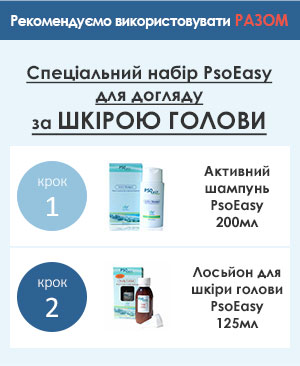 Рекомендуємо використовувати РАЗОМ
Спеціальний набір PsoEasy
для догляду
за ШКІРОЮ ГОЛОВИ
крок
1
Активний
шампунь
PsoEasy
200мл
крок
2
Лосьйон для
шкіри голови
PsoEasy
125мл